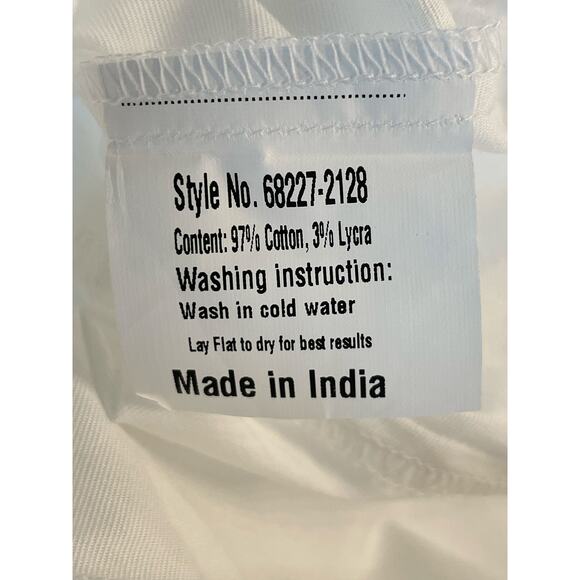 Style No. 68227-2128
Content: 97% Cotton, 3% Lycra
Washing instruction:
Wash in cold water
Lay Flat to dry for best results
Made in India